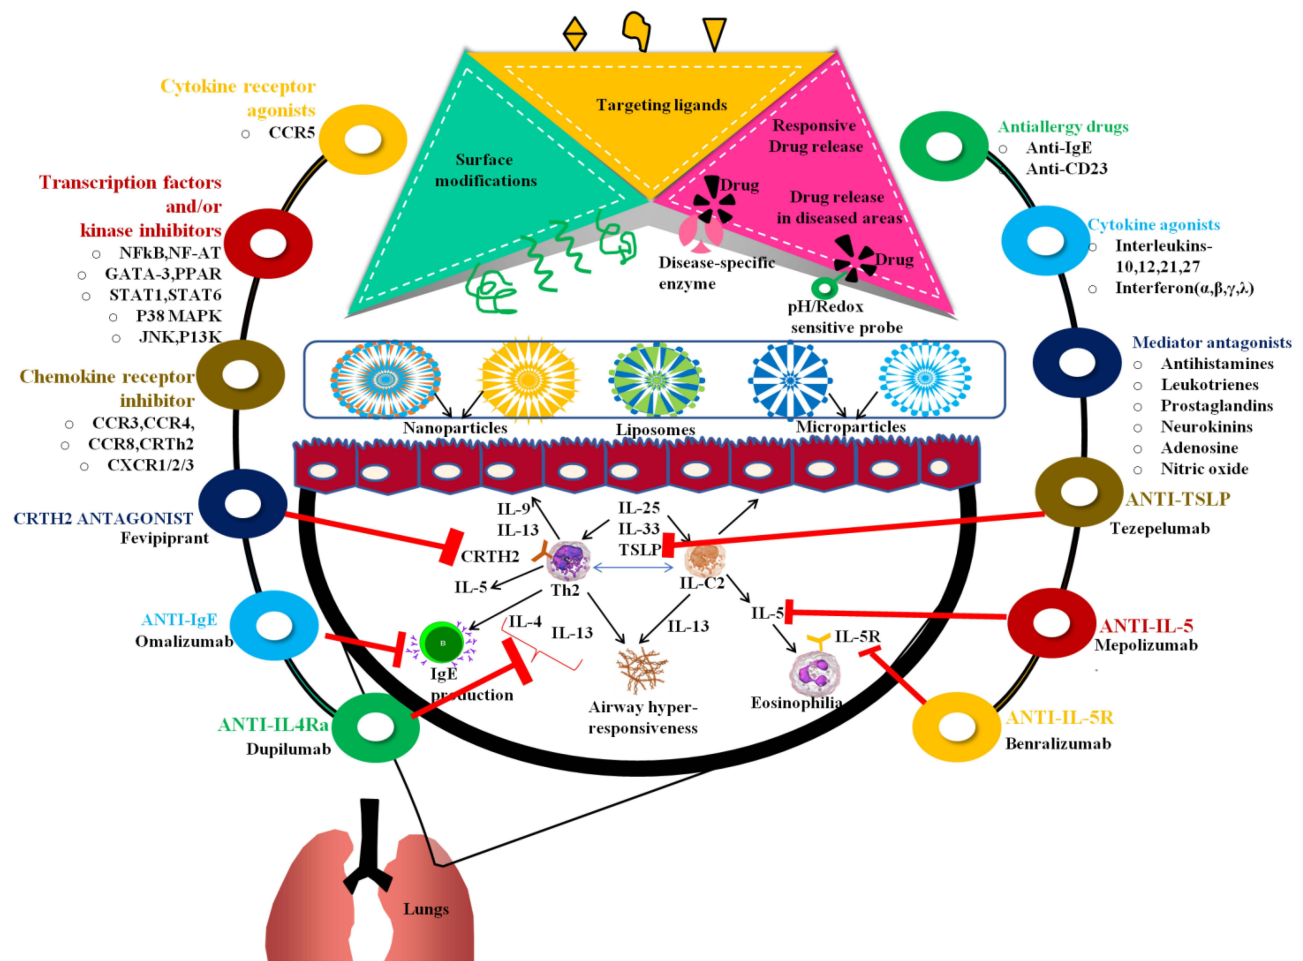 Targeting ligands
Surface
modifications
Responsive
Drug release
Drug
Drug release
in diseased areas
Drug
Disease-specific
enzyme
pH/Redox
sensitive probe
Cytokine receptor
agonists
○ CCR5
Transcription factors
and/or
kinase inhibitors
○ NFkB,NF-AT
○ GATA-3,PPAR
○ STAT1,STAT6
○ P38 MAPK
○ JNK,P13K
Chemokine receptor
inhibitor
○ CCR3,CCR4,
○ CCR8,CRTh2
○ CXCR1/2/3
CRTH2 ANTAGONIST
Fevipiprant
ANTI-IgE
Omalizumab
ANTI-IL4Ra
Dupilumab
Antiallergy drugs
○ Anti-IgE
○ Anti-CD23
Cytokine agonists
○ Interleukins-
10,12,21,27
○ Interferon(α,β,γ,λ)
Mediator antagonists
○ Antihistamines
○ Leukotrienes
○ Prostaglandins
○ Neurokinins
○ Adenosine
○ Nitric oxide
ANTI-TSLP
Tezepelumab
ANTI-IL-5
Mepolizumab
ANTI-IL-5R
Benralizumab
Nanoparticles
Liposomes
Microparticles
IL-9
IL-13
IL-25
IL-33
TSLP
CRTH2
Th2
IL-C2
IL-5
IL-4
IL-13
IL-13
IL-5
IL-5R
B
IgE
production
Airway hyper-
responsiveness
Eosinophilia
Lungs